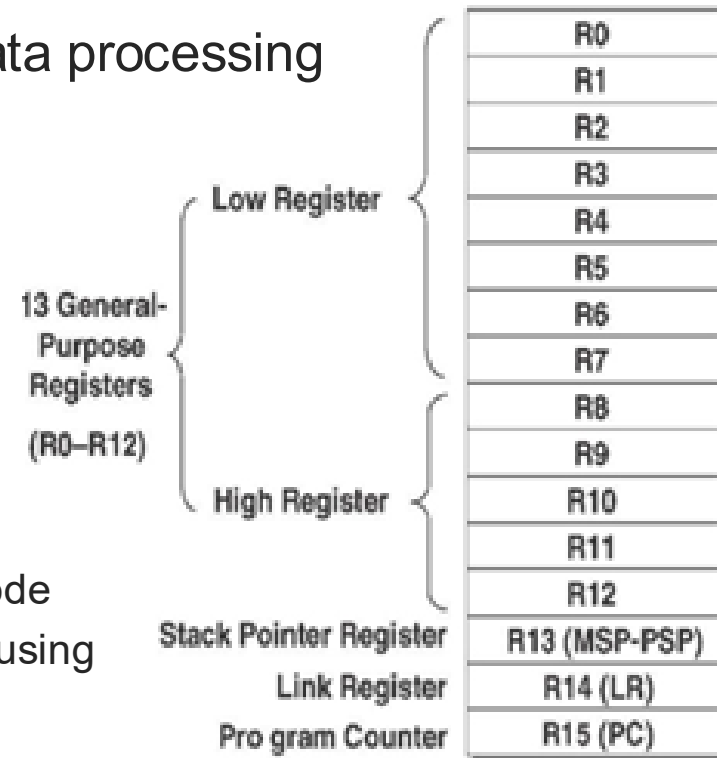 ata processing
R0
R1
R2
R3
Low Register
R4
R5
13 General-
R6
Purpose
R7
Registers
R8
(R0–R12)
R9
High Register
R10
R11
ode
R12
using
Stack Pointer Register
R13 (MSP-PSP)
Link Register
R14 (LR)
Pro gram Counter
R15 (PC)